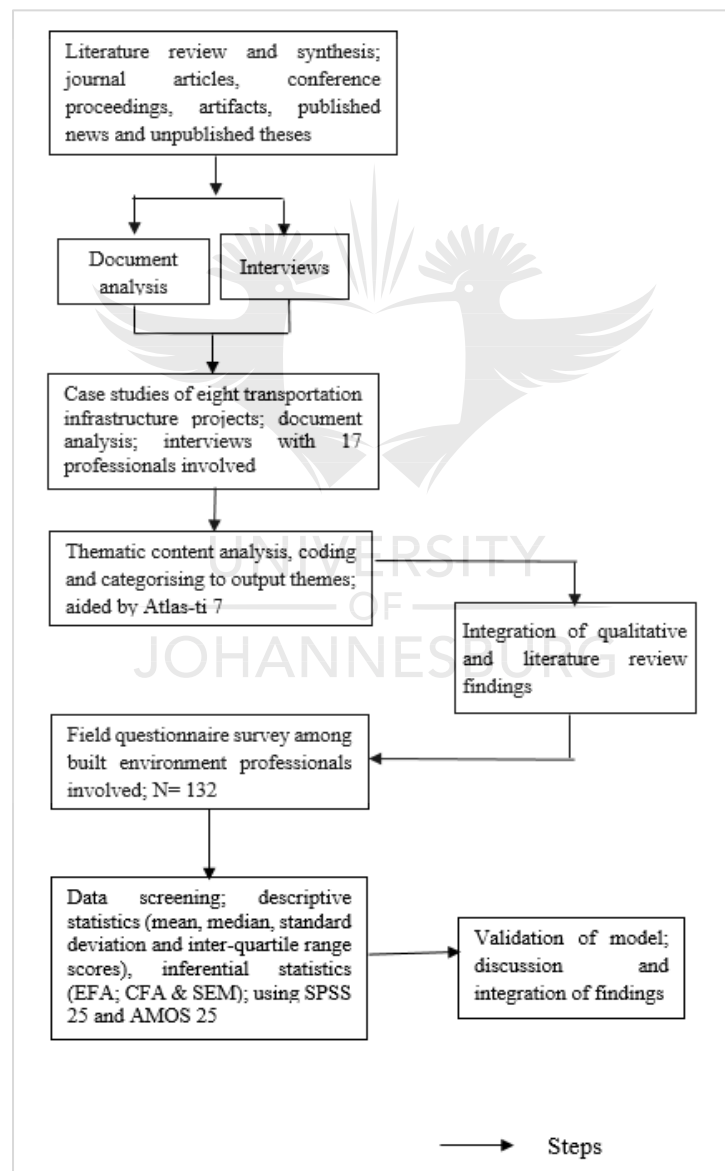 Literature review and synthesis;
journal articles, conference
proceedings, artifacts, published
news and unpublished theses
Document
analysis
Interviews
Case studies of eight transportation
infrastructure projects; document
analysis; interviews with 17
professionals involved
Thematic content analysis, coding
and categorising to output themes;
aided by Atlas-ti 7
UNIVERSITY
OF
JOHANNESBURG
Integration of qualitative
and literature review
findings
Field questionnaire survey among
built environment professionals
involved; N= 132
Data screening; descriptive
statistics (mean, median, standard
deviation and inter-quartile range
scores), inferential statistics
(EFA; CFA & SEM); using SPSS
25 and AMOS 25
Validation of model;
discussion and
integration of findings
Steps